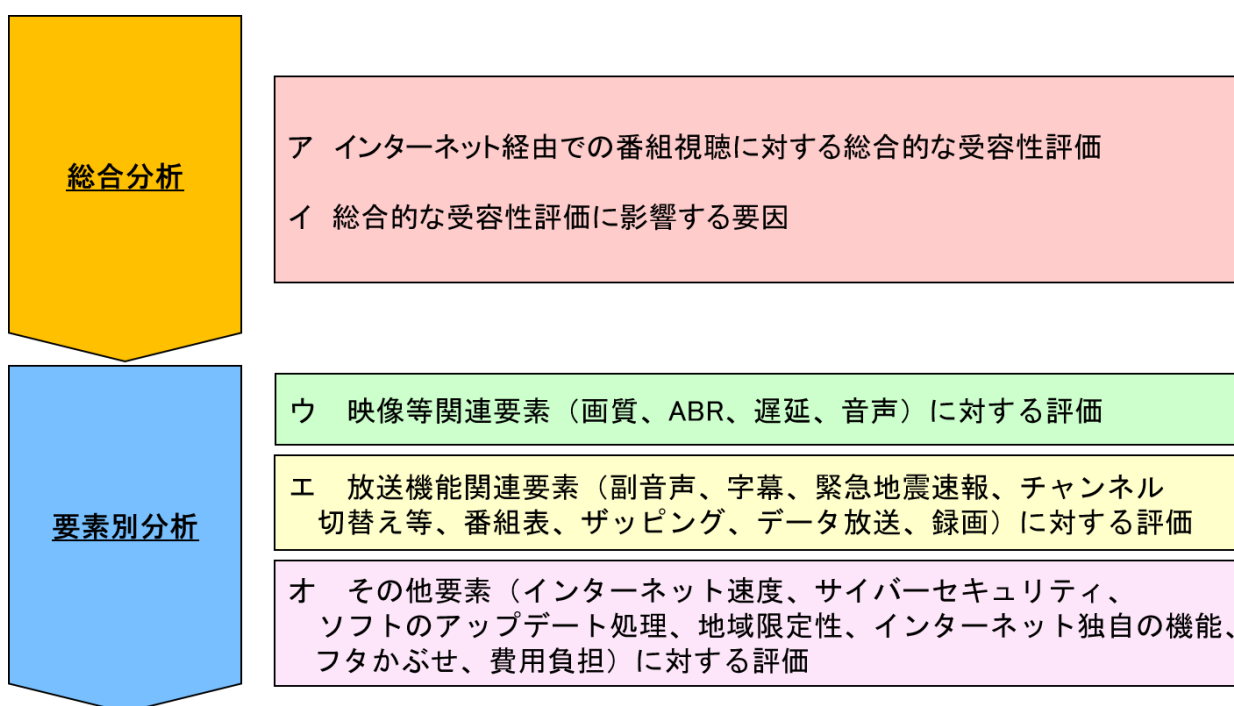 総合分析
ア インターネット経由での番組視聴に対する総合的な受容性評価
イ 総合的な受容性評価に影響する要因
要素別分析
ウ 映像等関連要素（画質、ABR、遅延、音声）に対する評価
エ 放送機能関連要素（副音声、字幕、緊急地震速報、チャンネル
切替え等、番組表、ザッピング、データ放送、録画）に対する評価
オ その他要素（インターネット速度、サイバーセキュリティ、
ソフトのアップデート処理、地域限定性、インターネット独自の機能、
フタかぶせ、費用負担）に対する評価